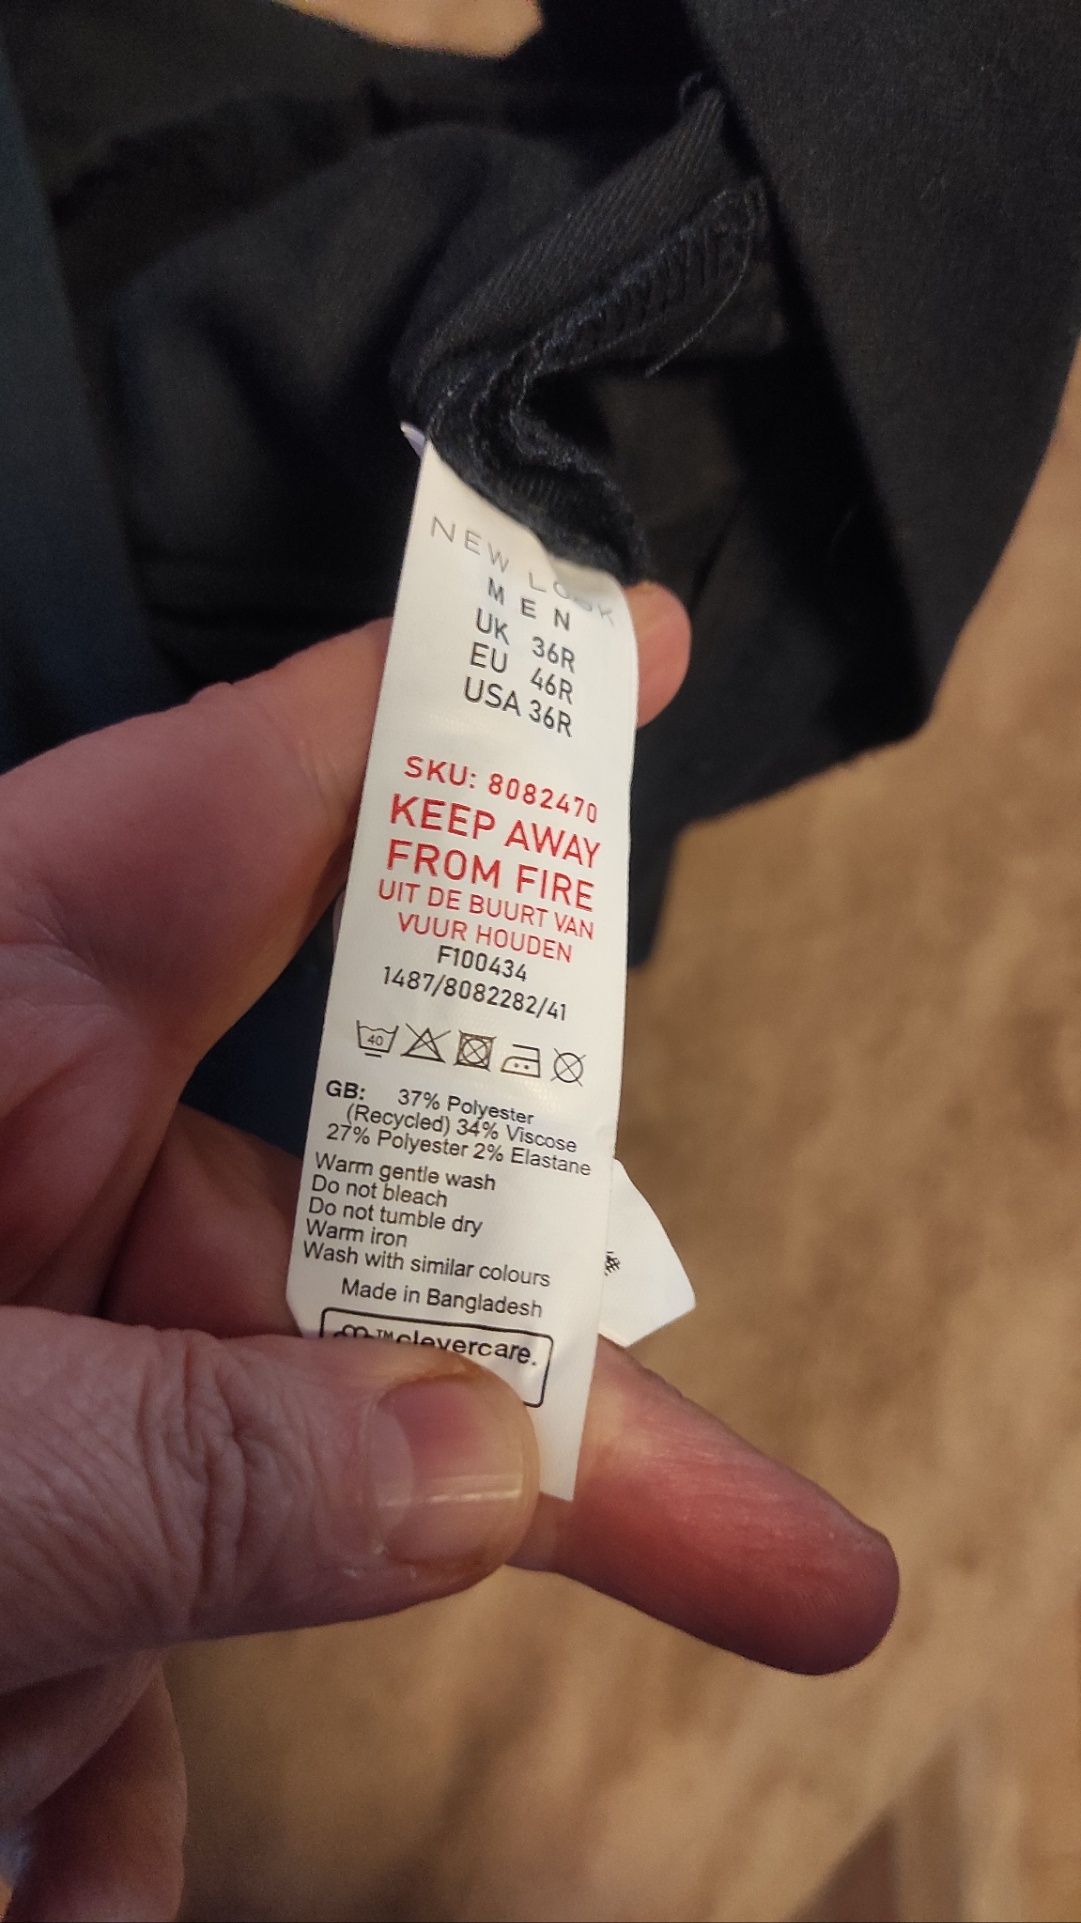 NEW LOOK
MEN
UK 36R
EU 46R
USA 36R
SKU: 8082470
KEEP AWAY
FROM FIRE
UIT DE BUURT VAN
VUUR HOUDEN
F100434
1487/8082282/41
40
GB: 37% Polyester
(Recycled) 34% Viscose
27% Polyester 2% Elastane
Warm gentle wash
Do not bleach
Do not tumble dry
Warm iron
Wash with similar colours
Made in Bangladesh
™clevercare.